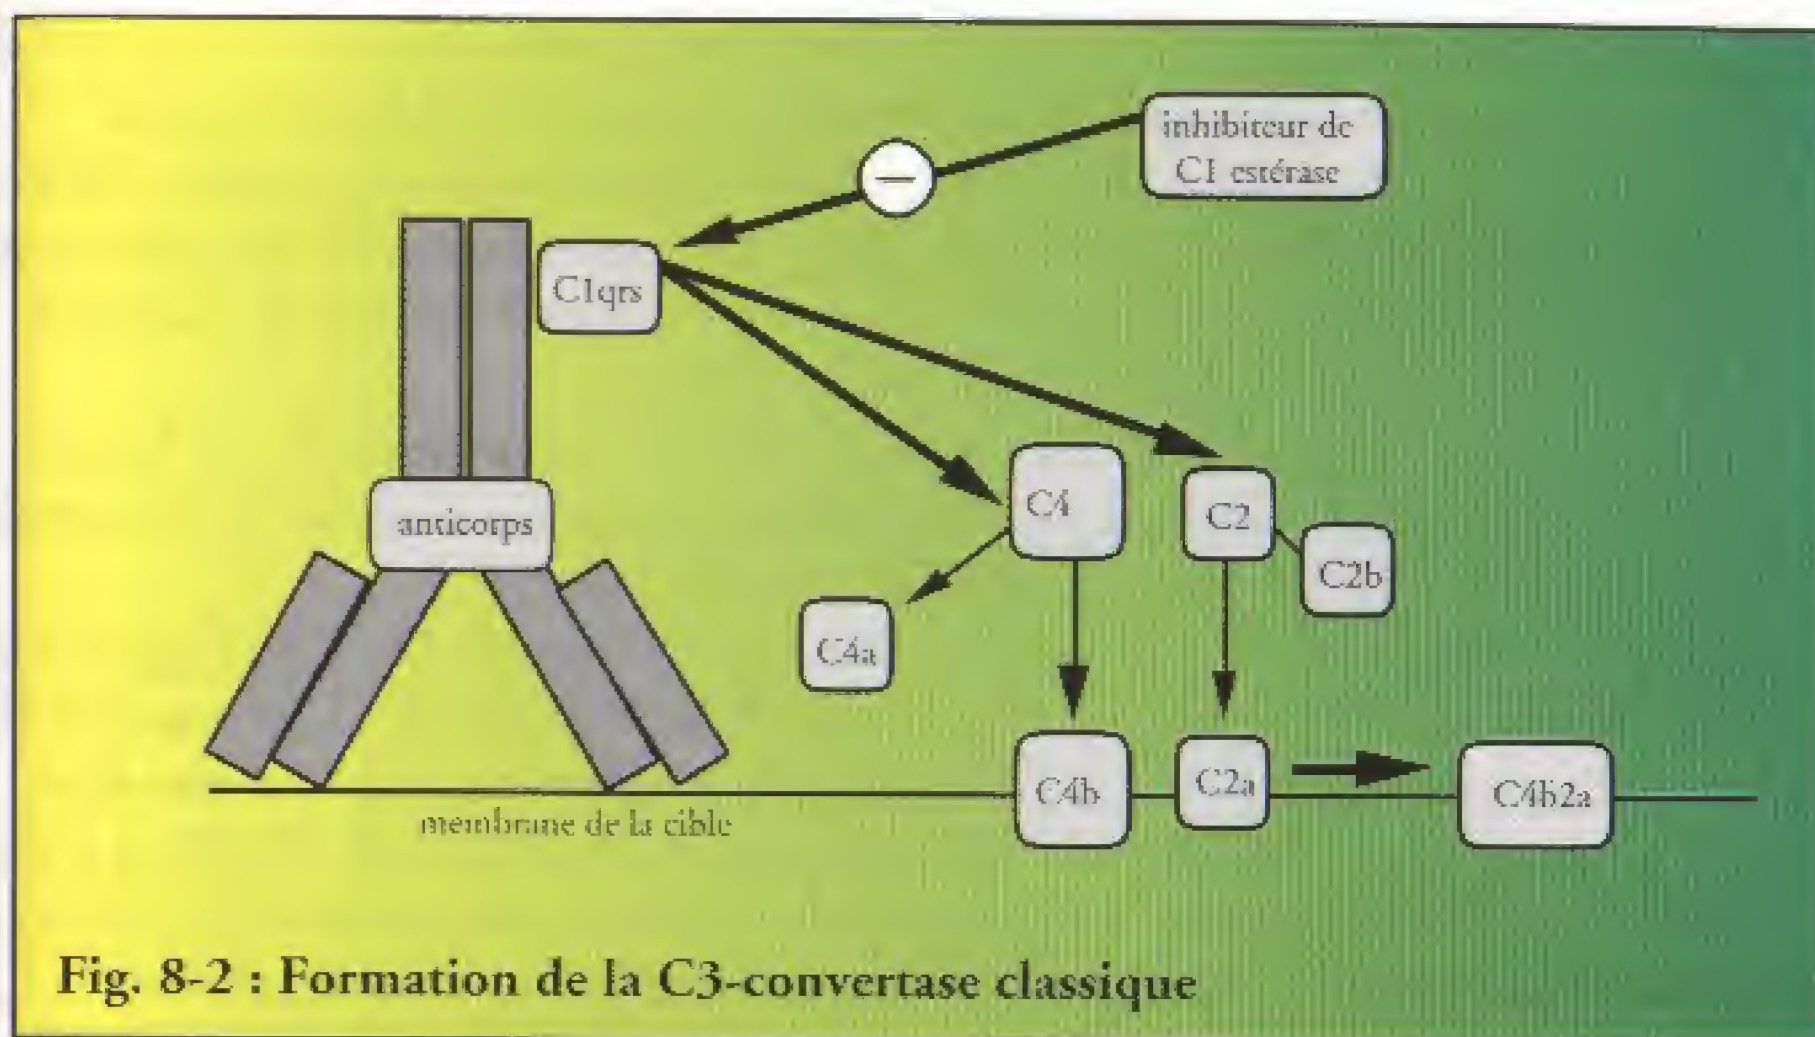 inhibiteur de
C1 estérase
C1qrs
anticorps
C4
C2
C2b
C4a
C4b
C2a
C4b2a
membrane de la cible
Fig. 8-2 : Formation de la C3-convertase classique